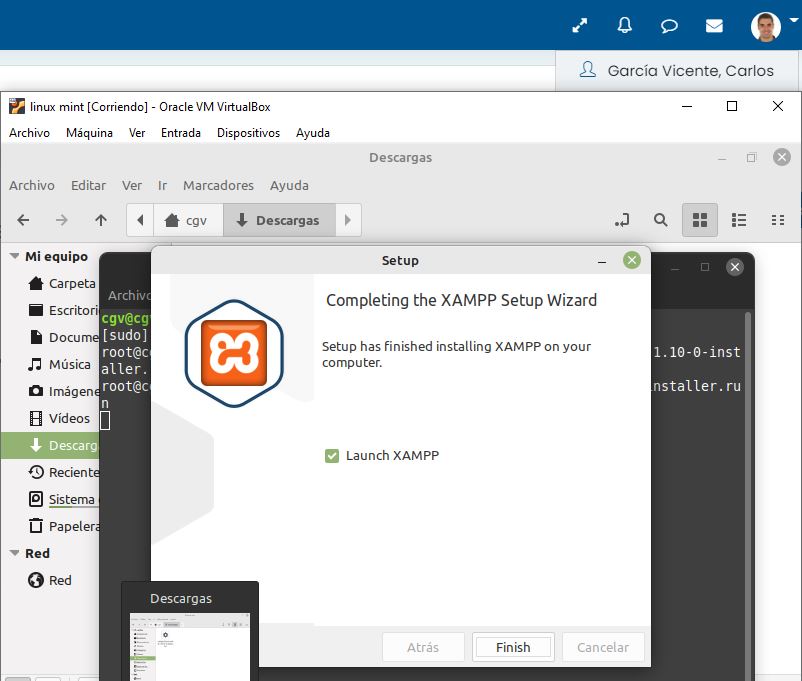 García Vicente, Carlos
linux mint [Corriendo] - Oracle VM VirtualBox
Archivo Máquina Ver Entrada Dispositivos Ayuda
Descargas
Archivo Editar Ver Ir Marcadores Ayuda
cgv Descargas
Mi equipo
Carpeta
Escritori
Docume
Música
Imágene
Vídeos
Descarg
Reciente
Sistema
Papelera
Red
Red
Archivo
cgv@cg
[sudo]
root@c
1.10-0-inst
aller.
root@c
nstaller.ru
n
Setup
Completing the XAMPP Setup Wizard
Setup has finished installing XAMPP on your
computer.
Launch XAMPP
Atrás Finish Cancelar
Descargas